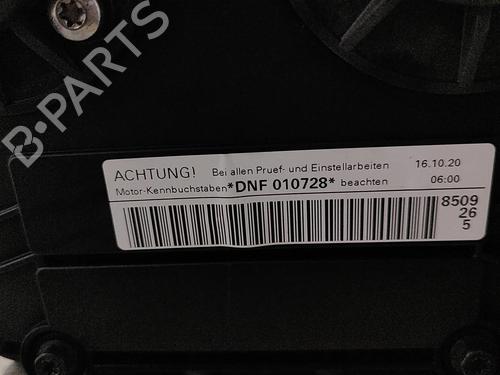 B-PARTS
ACHTUNG! Bei allen Pruef- und Einstellarbeiten 16.10.20
Motor-Kennbuchstaben *DNF 010728* beachten 06:00
8509
26
5